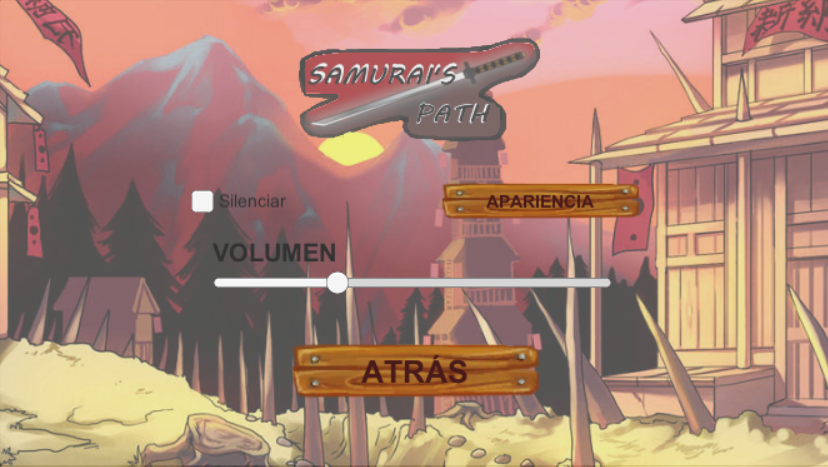 SAMURAI'S
PATH
Silenciar
APARIENCIA
VOLUMEN
ATRÁS